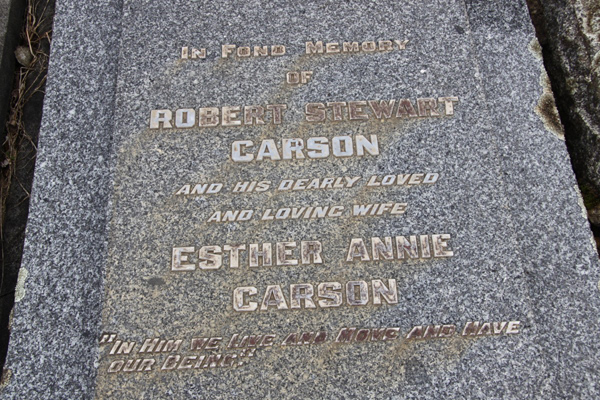 In Fond Memory
OF
ROBERT STEWART
CARSON
AND HIS DEARLY LOVED
AND LOVING WIFE
ESTHER ANNIE
CARSON
"In Him we Live and Move and Have
our Being."